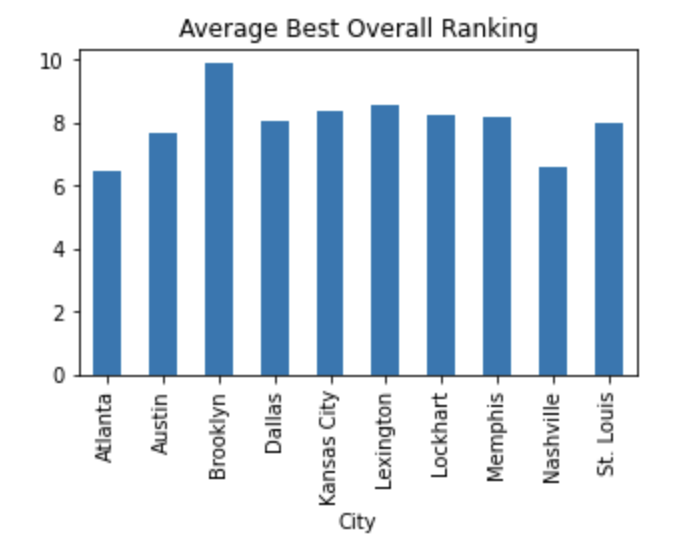 Average Best Overall Ranking
10
8
6
4
2
0
Atlanta
Austin
Brooklyn
Dallas
Kansas City
Lexington
Lockhart
Memphis
Nashville
St. Louis
City